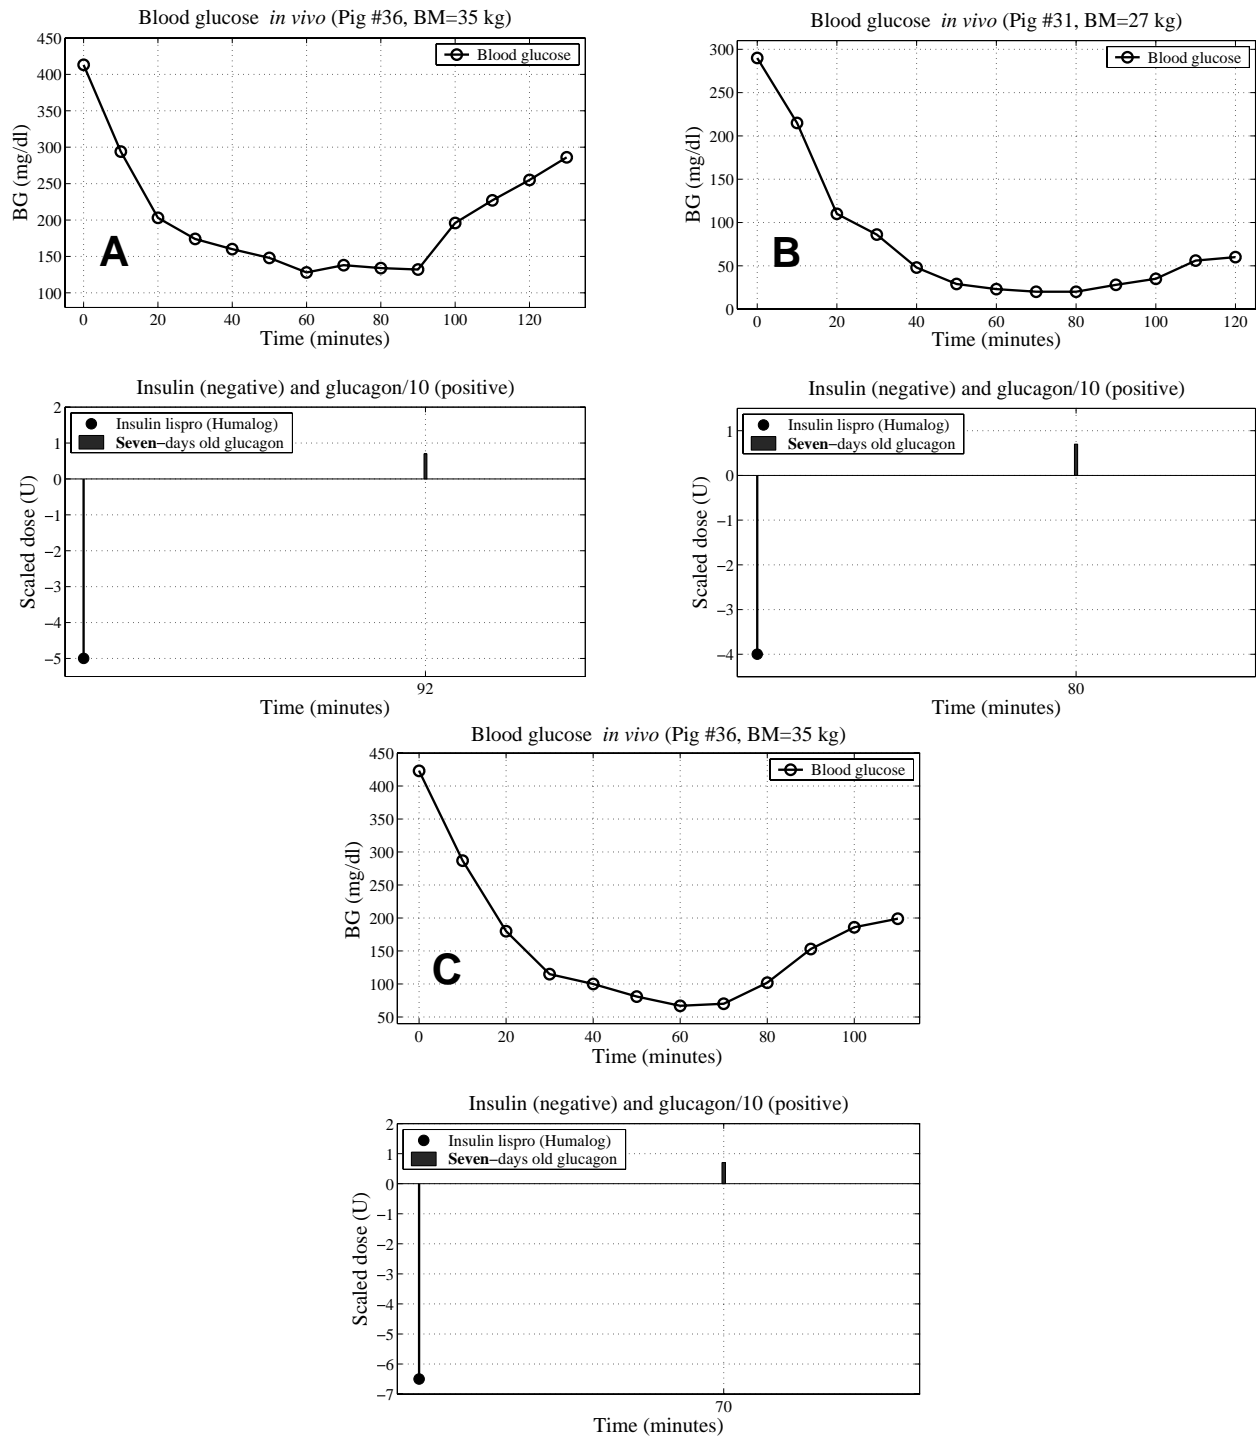 Blood glucose in vivo (Pig #36, BM=35 kg)
450
400
350
300
250
200
150
100
BG (mg/dl)
Blood glucose
A
0 20 40 60 80 100 120
Time (minutes)
Insulin (negative) and glucagon/10 (positive)
2
1
0
−1
−2
−3
−4
−5
Scaled dose (U)
Insulin lispro (Humalog)
Seven−days old glucagon
92
Time (minutes)
Blood glucose in vivo (Pig #31, BM=27 kg)
300
250
200
150
100
50
0
BG (mg/dl)
Blood glucose
B
0 20 40 60 80 100 120
Time (minutes)
Insulin (negative) and glucagon/10 (positive)
1
0
−1
−2
−3
−4
Scaled dose (U)
Insulin lispro (Humalog)
Seven−days old glucagon
80
Time (minutes)
Blood glucose in vivo (Pig #36, BM=35 kg)
450
400
350
300
250
200
150
100
50
BG (mg/dl)
Blood glucose
C
0 20 40 60 80 100
Time (minutes)
Insulin (negative) and glucagon/10 (positive)
2
1
0
−1
−2
−3
−4
−5
−6
−7
Scaled dose (U)
Insulin lispro (Humalog)
Seven−days old glucagon
70
Time (minutes)